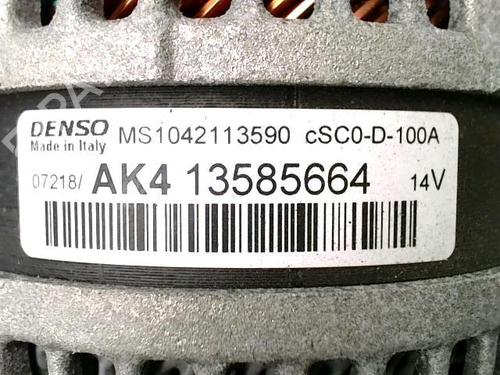 DENSO MS1042113590 cSC0-D-100A
Made in Italy
07218/ AK4 13585664 14V